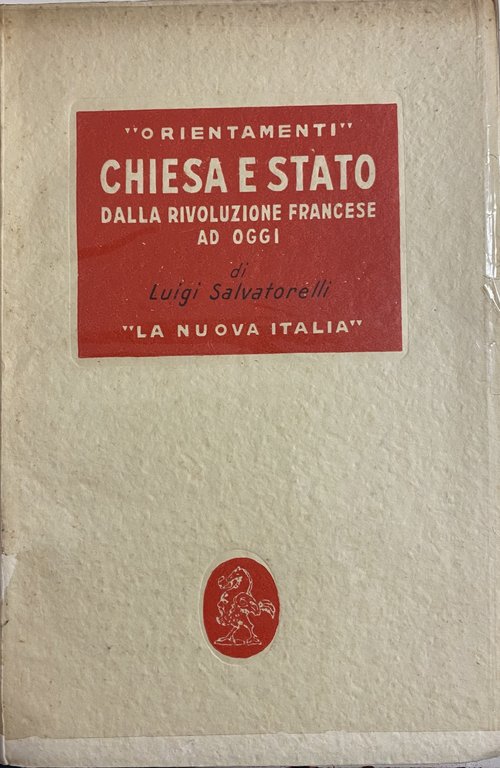 "ORIENTAMENTI"
CHIESA E STATO
DALLA RIVOLUZIONE FRANCESE
AD OGGI
di
Luigi Salvatorelli
"LA NUOVA ITALIA"